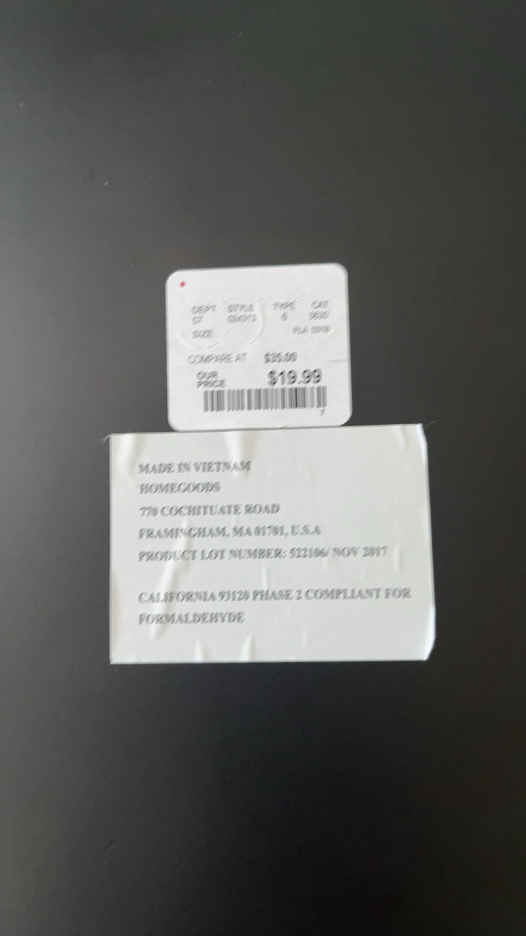 DEPT STYLE TYPE CAT
SIZE
COMPARE AT $35.00
OUR
PRICE $19.99
7
MADE IN VIETNAM
HOMEGOODS
770 COCHITUATE ROAD
FRAMINGHAM, MA 01701, U.S.A
PRODUCT LOT NUMBER: 522106/ NOV 2017
CALIFORNIA 93120 PHASE 2 COMPLIANT FOR
FORMALDEHYDE